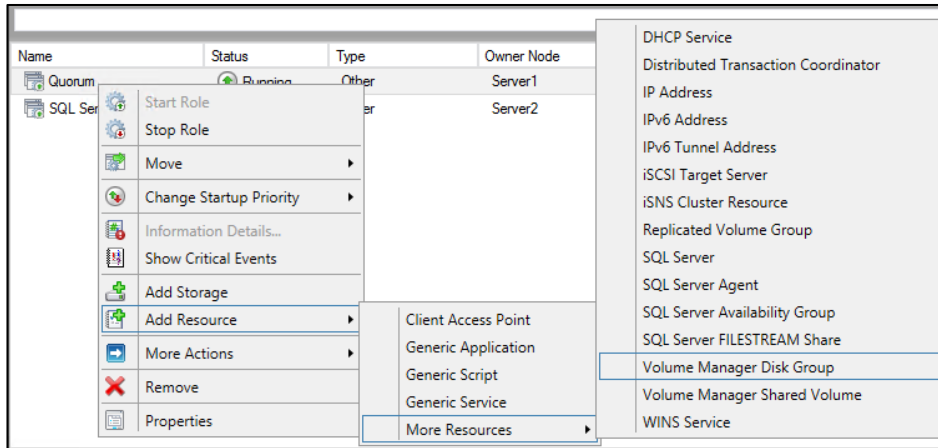 Name Status Type Owner Node
Quorum Running Other Server1
SQL Ser er Server2
Start Role
Stop Role
Move
Change Startup Priority
Information Details...
Show Critical Events
Add Storage
Add Resource
More Actions
Remove
Properties
Client Access Point
Generic Application
Generic Script
Generic Service
More Resources
DHCP Service
Distributed Transaction Coordinator
IP Address
IPv6 Address
IPv6 Tunnel Address
iSCSI Target Server
iSNS Cluster Resource
Replicated Volume Group
SQL Server
SQL Server Agent
SQL Server Availability Group
SQL Server FILESTREAM Share
Volume Manager Disk Group
Volume Manager Shared Volume
WINS Service